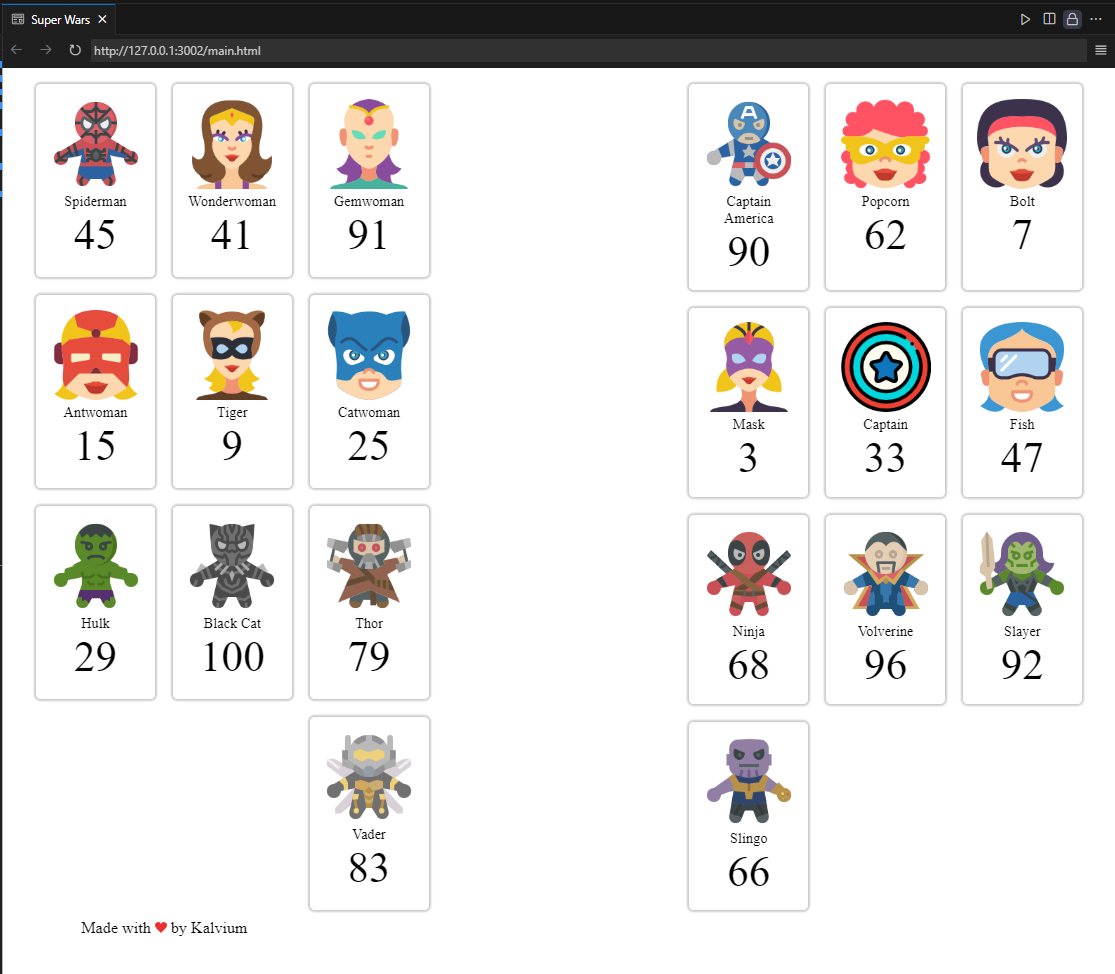 Super Wars
http://127.0.0.1:3002/main.html
Spiderman
45
Wonderwoman
41
Gemwoman
91
Antwoman
15
Tiger
9
Catwoman
25
Hulk
29
Black Cat
100
Thor
79
Vader
83
Captain
America
90
Popcorn
62
Bolt
7
Mask
3
Captain
33
Fish
47
Ninja
68
Volverine
96
Slayer
92
Slingo
66
Made with ❤ by Kalvium